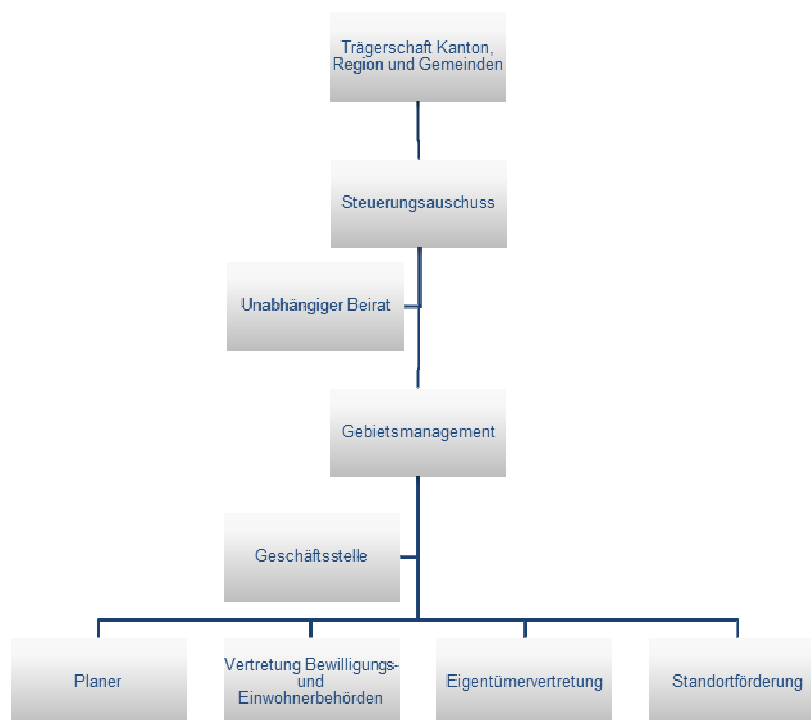 Trägerschaft Kanton,
Region und Gemeinden
Steuerungsauschuss
Unabhängiger Beirat
Gebietsmanagement
Geschäftsstelle
Planer
Vertretung Bewilligungs-
und
Einwohnerbehörden
Eigentümervertretung
Standortförderung